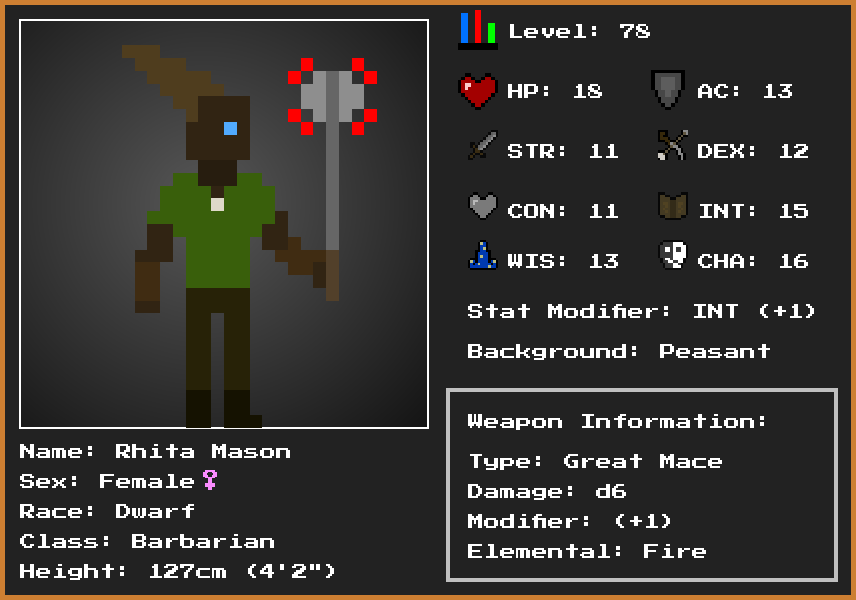 Level: 78
HP: 18
AC: 13
STR: 11
DEX: 12
CON: 11
INT: 15
WIS: 13
CHA: 16
Stat Modifier: INT (+1)
Background: Peasant
Weapon Information:
Type: Great Mace
Damage: d6
Modifier: (+1)
Elemental: Fire
Name: Rhita Mason
Sex: Female♀
Race: Dwarf
Class: Barbarian
Height: 127cm (4'2")